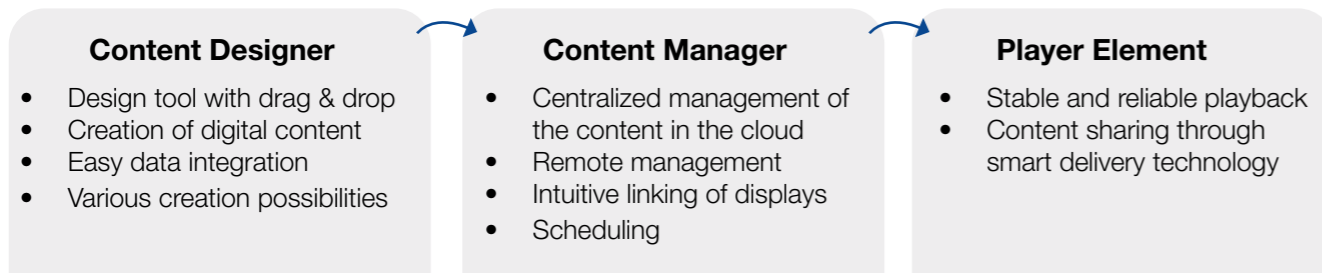 Content Designer
• Design tool with drag & drop
• Creation of digital content
• Easy data integration
• Various creation possibilities
Content Manager
• Centralized management of
the content in the cloud
• Remote management
• Intuitive linking of displays
• Scheduling
Player Element
• Stable and reliable playback
• Content sharing through
smart delivery technology